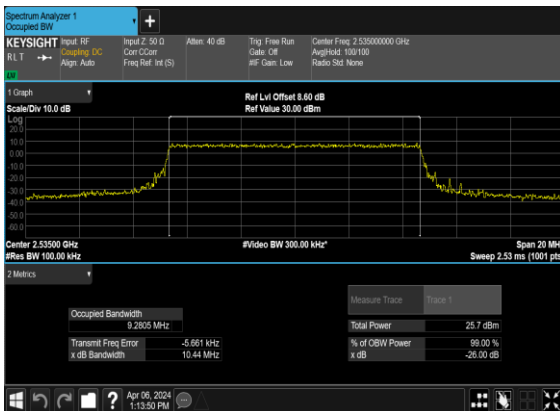 Spectrum Analyzer 1
Occupied BW
KEYSIGHT
RL T
LV
Input: RF
Coupling: DC
Align: Auto
Input Z: 50 Ω
Corr CCorr
Freq Ref: Int (S)
Atten: 40 dB
Trig: Free Run
Gate: Off
#IF Gain: Low
Center Freq: 2.535000000 GHz
Avg|Hold: 100/100
Radio Std: None
1 Graph
Scale/Div 10.0 dB
Ref Lvl Offset 8.60 dB
Ref Value 30.00 dBm
Log
20.0
10.0
0.00
-10.0
-20.0
-30.0
-40.0
-50.0
-60.0
Center 2.53500 GHz
#Video BW 300.00 kHz*
Span 20 MH
#Res BW 100.00 kHz
Sweep 2.53 ms (1001 pts
2 Metrics
Measure Trace
Trace 1
Occupied Bandwidth
9.2805 MHz
Total Power
25.7 dBm
Transmit Freq Error
-5.661 kHz
% of OBW Power
99.00 %
x dB Bandwidth
10.44 MHz
x dB
-26.00 dB
?
Apr 06, 2024
1:13:50 PM